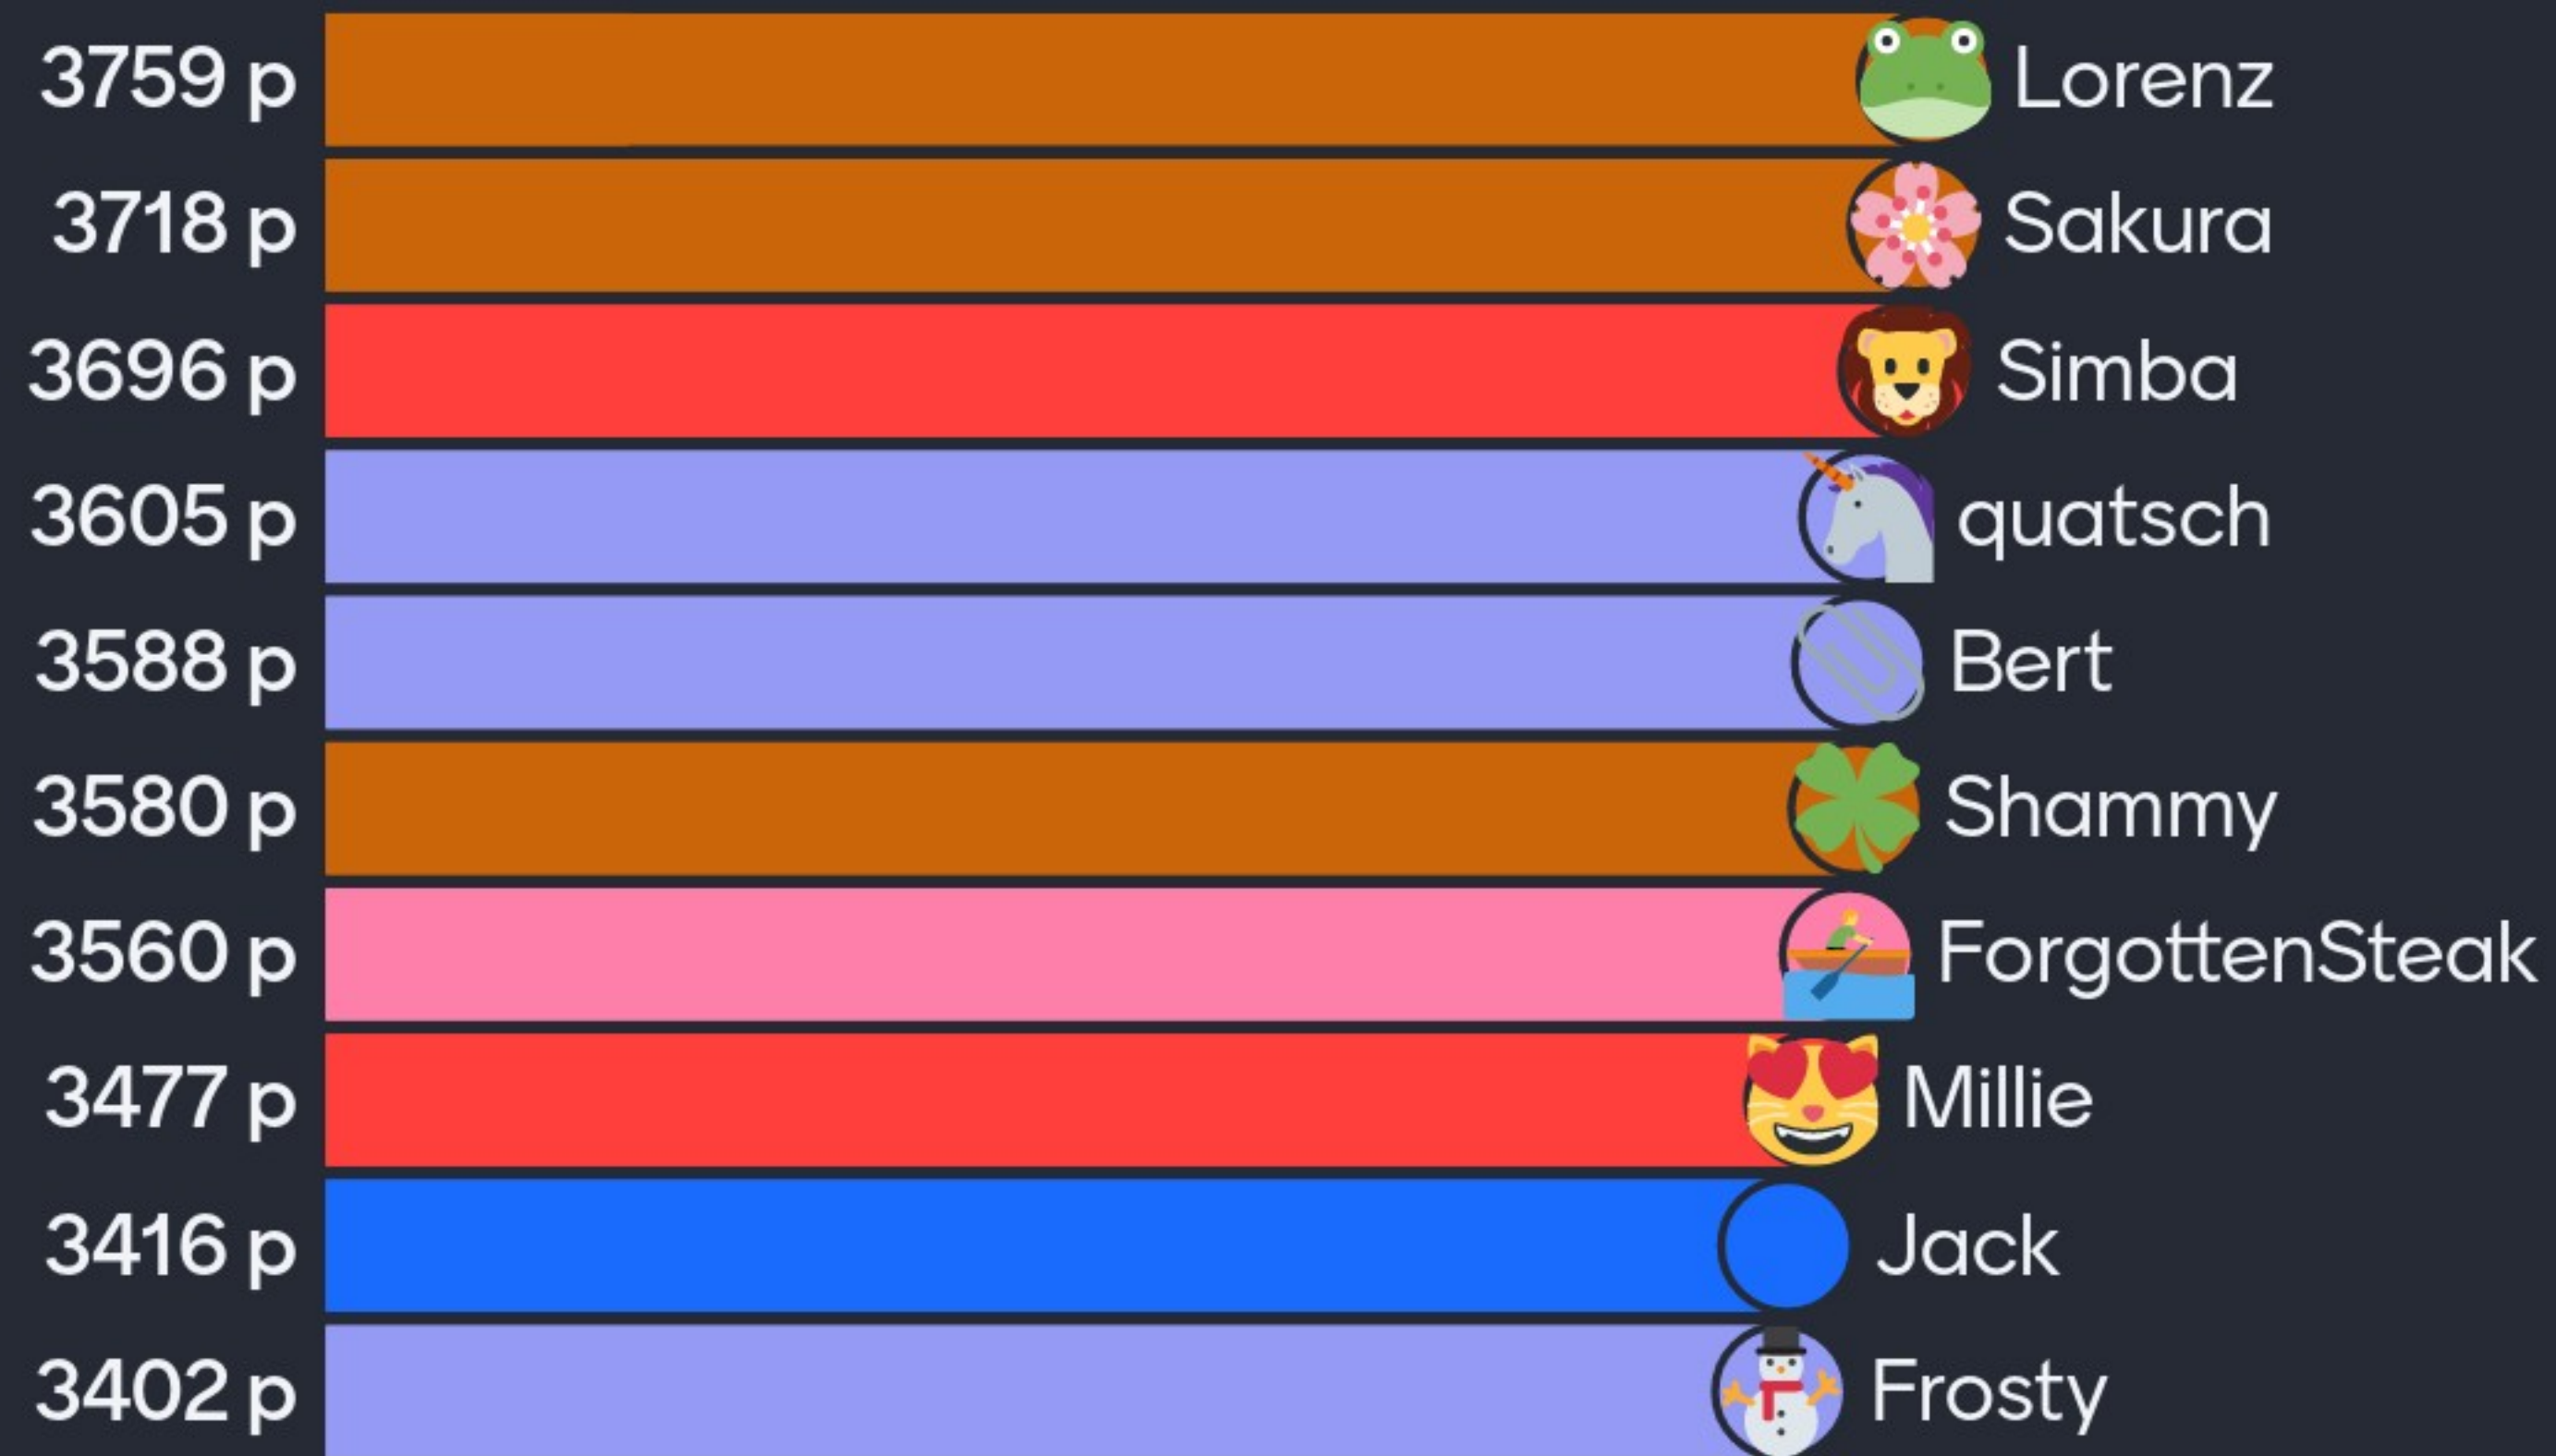 3759 p Lorenz
3718 p Sakura
3696 p Simba
3605 p quatsch
3588 p Bert
3580 p Shammy
3560 p ForgottenSteak
3477 p Millie
3416 p Jack
3402 p Frosty